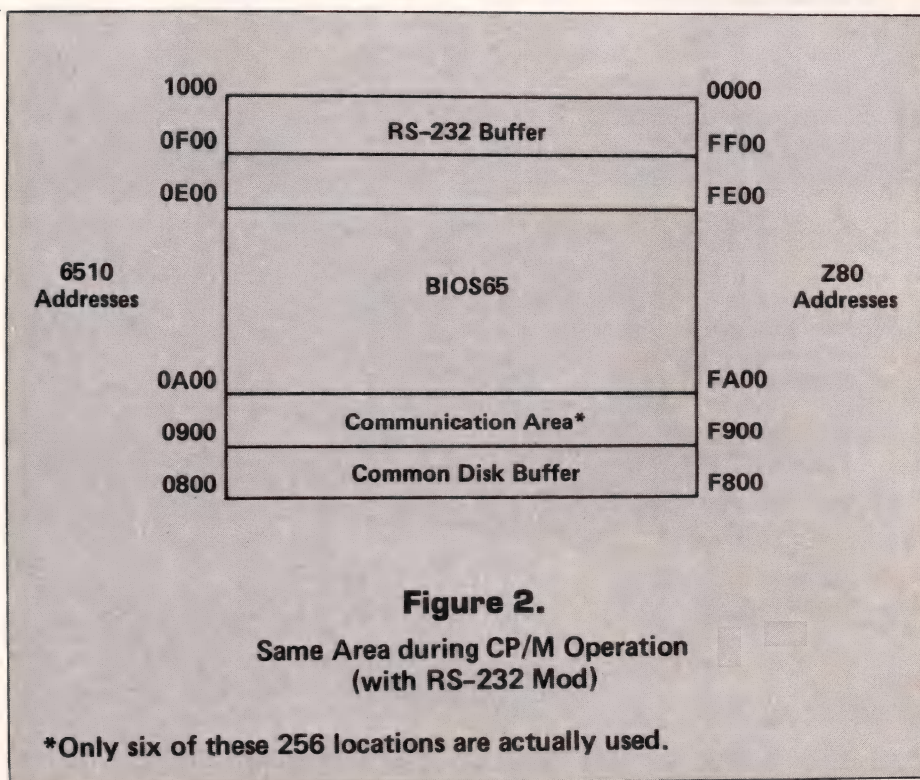 1000 0000
RS-232 Buffer
0F00 FF00
0E00 FE00
6510
Addresses
BIOS65
Z80
Addresses
0A00 FA00
Communication Area*
0900 F900
Common Disk Buffer
0800 F800
Figure 2.
Same Area during CP/M Operation
(with RS-232 Mod)
*Only six of these 256 locations are actually used.